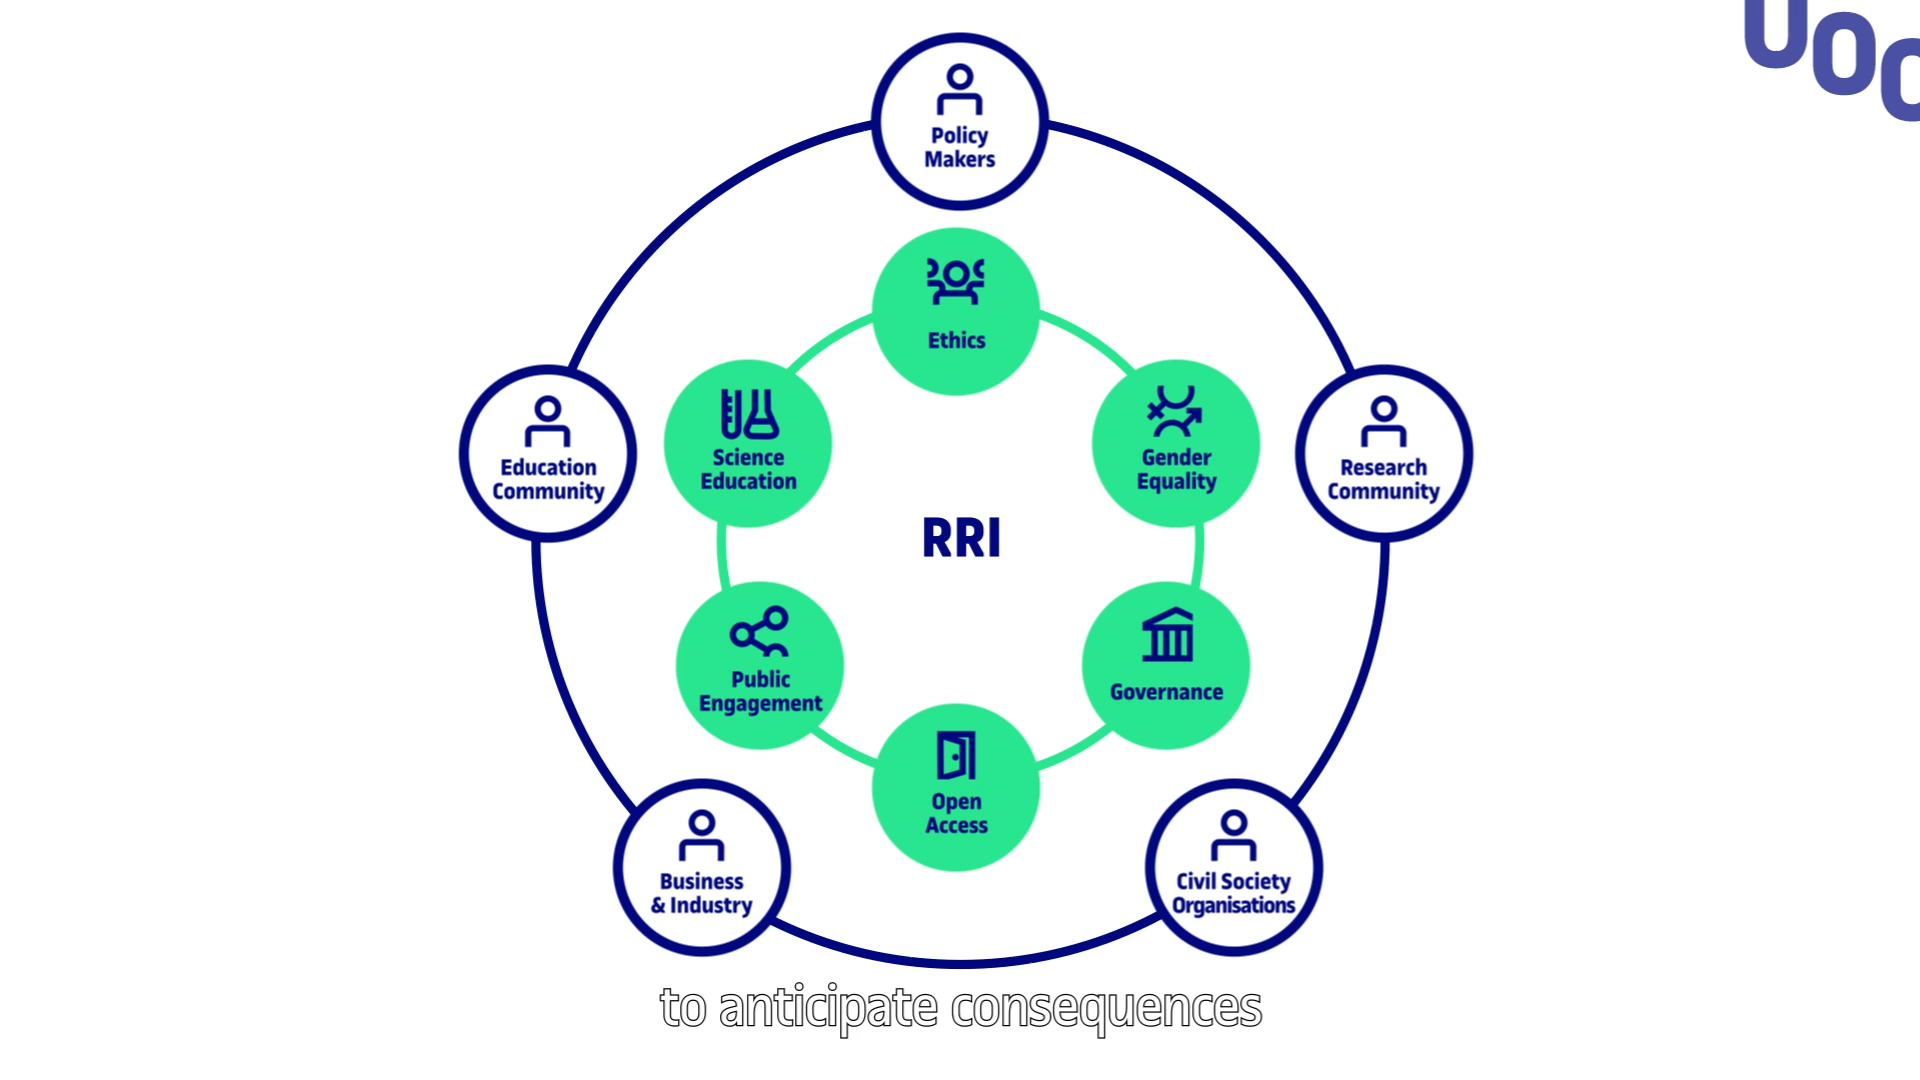 UOC
Policy
Makers
Ethics
Science
Education
Gender
Equality
Education
Community
Research
Community
RRI
Public
Engagement
Governance
Open
Access
Business
& Industry
Civil Society
Organisations
to anticipate consequences